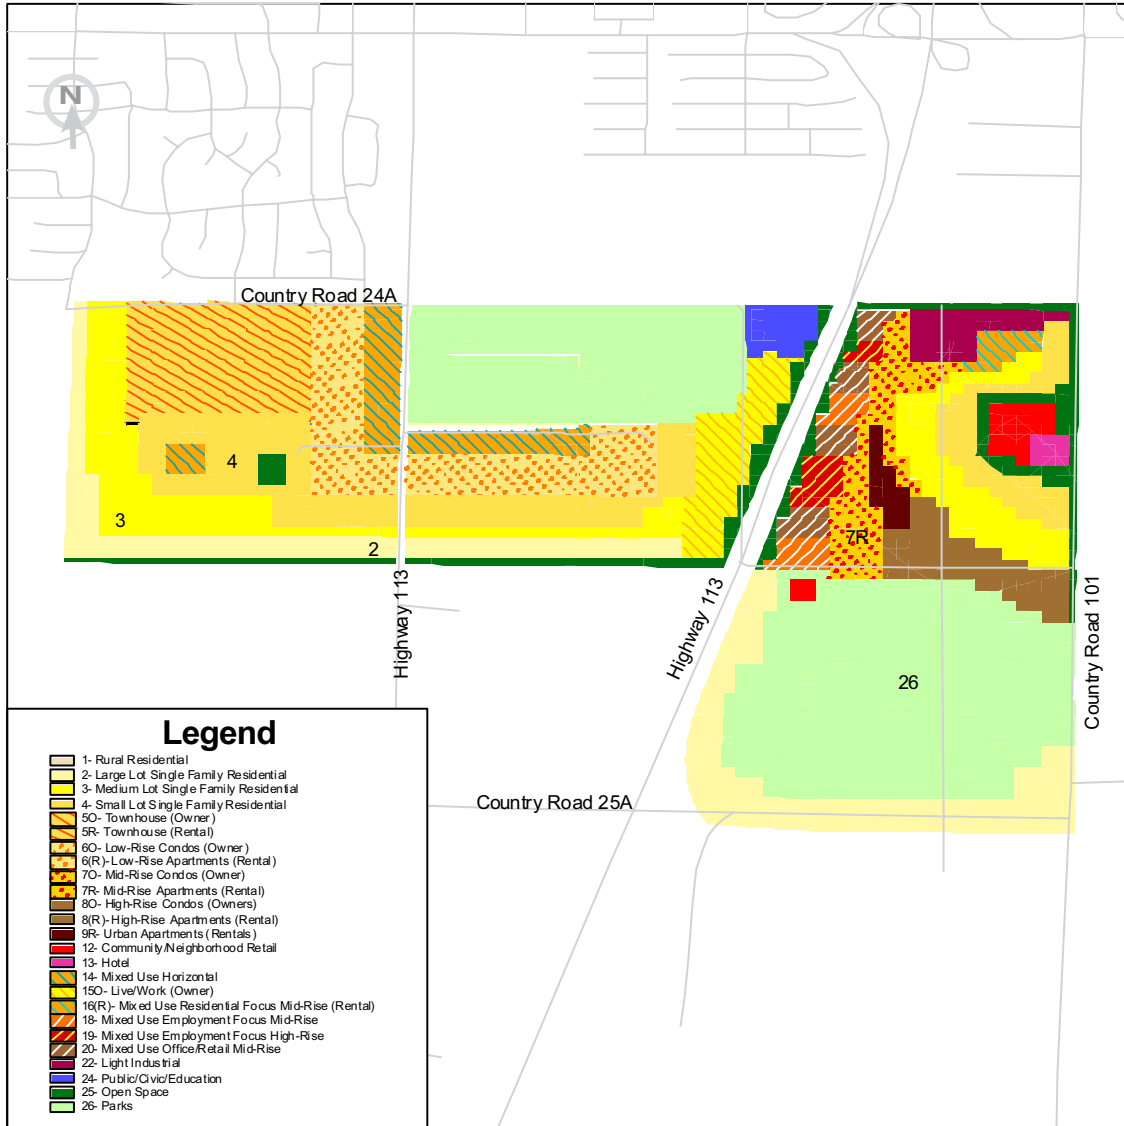 N
Country Road 24A
4
3
2
7R
Highway 113
Highway 113
Country Road 101
26
Country Road 25A
Legend
1- Rural Residential
2- Large Lot Single Family Residential
3- Medium Lot Single Family Residential
4- Small Lot Single Family Residential
5O- Townhouse (Owner)
5R- Townhouse (Rental)
6O- Low-Rise Condos (Owner)
6(R)- Low-Rise Apartments (Rental)
7O- Mid-Rise Condos (Owner)
7R- Mid-Rise Apartments (Rental)
8O- High-Rise Condos (Owners)
8(R)- High-Rise Apartments (Rental)
9R- Urban Apartments (Rentals)
12- Community/Neighborhood Retail
13- Hotel
14- Mixed Use Horizontal
15O- Live/Work (Owner)
16(R)- Mixed Use Residential Focus Mid-Rise (Rental)
18- Mixed Use Employment Focus Mid-Rise
19- Mixed Use Employment Focus High-Rise
20- Mixed Use Office/Retail Mid-Rise
22- Light Industrial
24- Public/Civic/Education
25- Open Space
26- Parks